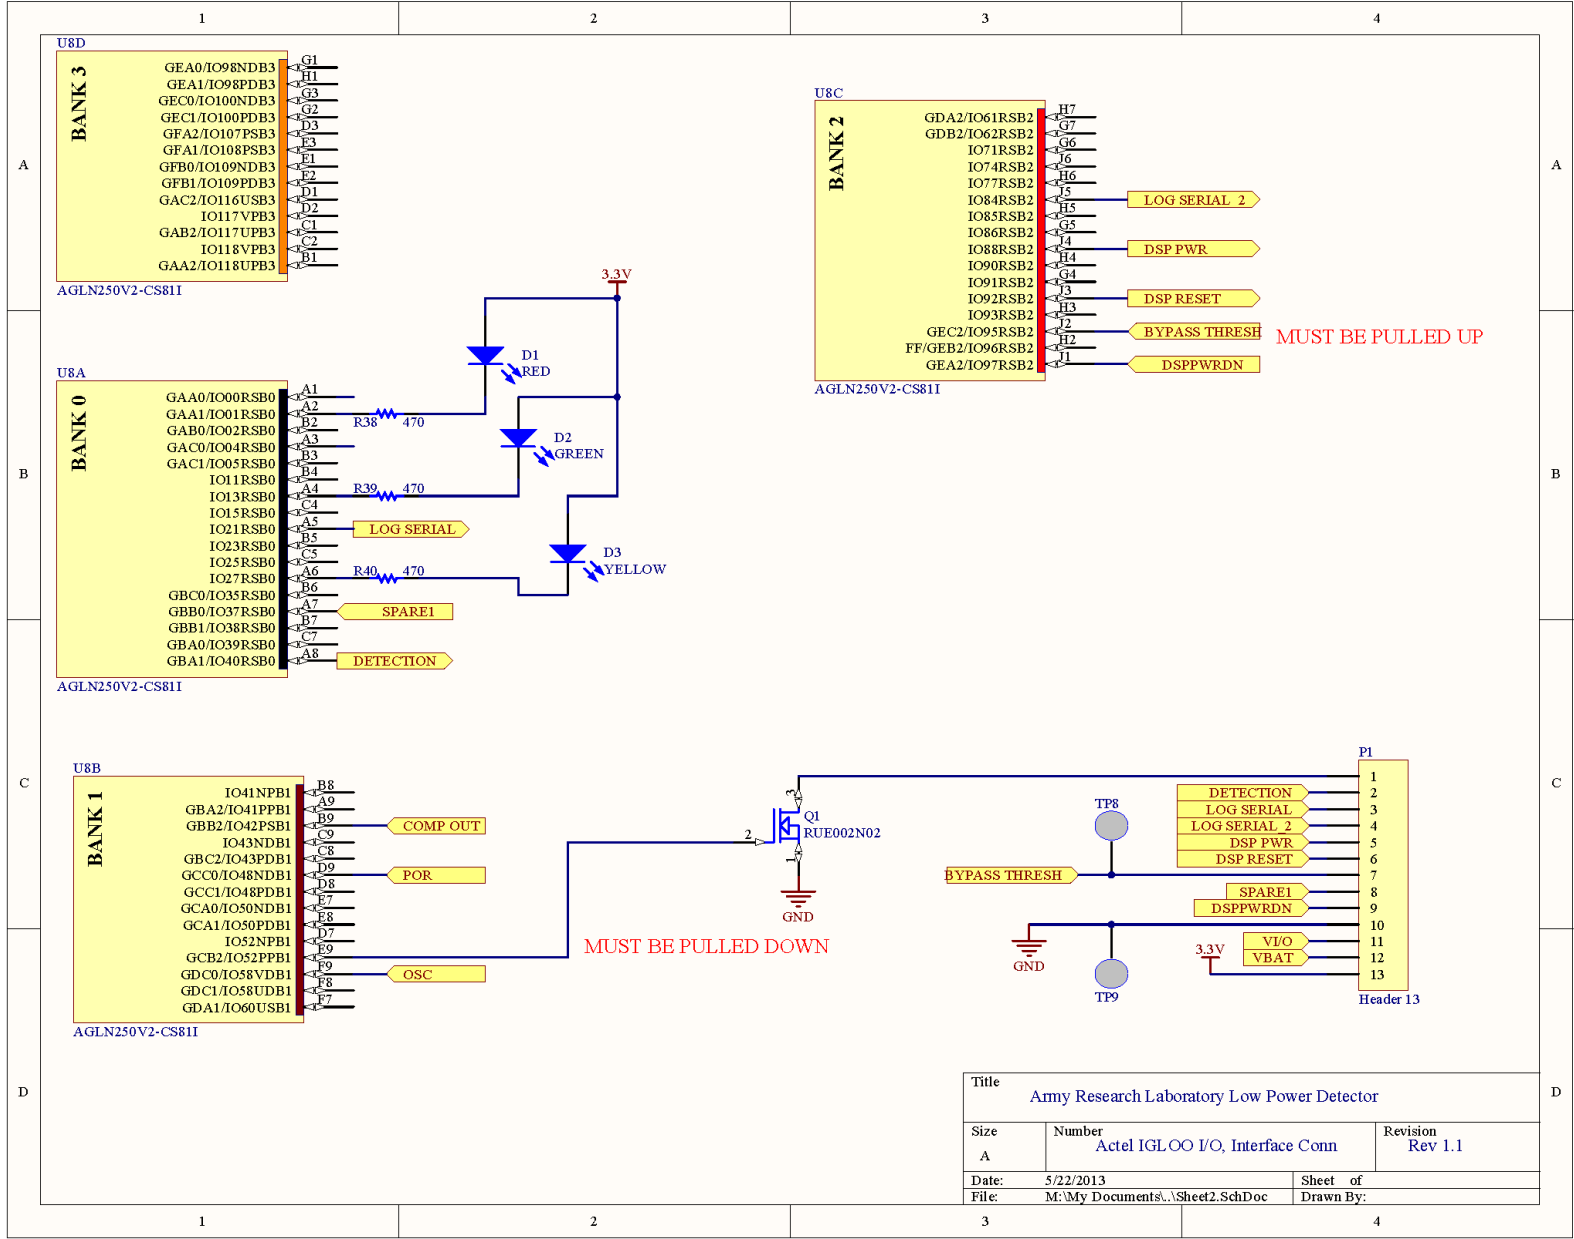 1 2 3 4
A A
B B
C C
D D
U8D
BANK 3
GEA0/IO98NDB3 G1
GEA1/IO98PDB3 H1
GEC0/IO100NDB3 G3
GEC1/IO100PDB3 G2
GFA2/IO107PSB3 D3
GFA1/IO108PSB3 E3
GFB0/IO109NDB3 E1
GFB1/IO109PDB3 E2
GAC2/IO116USB3 D1
IO117VPB3 D2
GAB2/IO117UPB3 C1
IO118VPB3 C2
GAA2/IO118UPB3 B1
AGLN250V2-CS81I
U8C
BANK 2
GDA2/IO61RSB2 H7
GDB2/IO62RSB2 G7
IO71RSB2 G6
IO74RSB2 J6
IO77RSB2 H6
IO84RSB2 J5 LOG SERIAL 2
IO85RSB2 H5
IO86RSB2 G5
IO88RSB2 J4 DSP PWR
IO90RSB2 H4
IO91RSB2 G4
IO92RSB2 J3 DSP RESET
IO93RSB2 H3
GEC2/IO95RSB2 J2 BYPASS THRESH MUST BE PULLED UP
FF/GEB2/IO96RSB2 H2
GEA2/IO97RSB2 J1 DSPPWRDN
AGLN250V2-CS81I
3.3V
D1
RED
D2
GREEN
D3
YELLOW
U8A
BANK 0
GAA0/IO00RSB0 A1
GAA1/IO01RSB0 A2 R38 470
GAB0/IO02RSB0 B2
GAC0/IO04RSB0 A3
GAC1/IO05RSB0 B3
IO11RSB0 B4
IO13RSB0 A4 R39 470
IO15RSB0 C4
IO21RSB0 A5 LOG SERIAL
IO23RSB0 B5
IO25RSB0 C5
IO27RSB0 A6 R40 470
GBC0/IO35RSB0 B6
GBB0/IO37RSB0 A7 SPARE1
GBB1/IO38RSB0 B7
GBA0/IO39RSB0 C7
GBA1/IO40RSB0 A8 DETECTION
AGLN250V2-CS81I
U8B
BANK 1
IO41NPB1 B8
GBA2/IO41PPB1 A9
GBB2/IO42PSB1 B9 COMP OUT
IO43NDB1 C9
GBC2/IO43PDB1 C8
GCC0/IO48NDB1 D9 POR
GCC1/IO48PDB1 D8
GCA0/IO50NDB1 E7
GCA1/IO50PDB1 E8
IO52NPB1 D7
GCB2/IO52PPB1 E9
GDC0/IO58VDB1 F9 OSC
GDC1/IO58UDB1 F8
GDA1/IO60USB1 F7
AGLN250V2-CS81I
MUST BE PULLED DOWN
3
2
1
Q1
RUE002N02
GND
P1
1
DETECTION 2
LOG SERIAL 3
LOG SERIAL_2 4
DSP PWR 5
DSP RESET 6
BYPASS THRESH 7
SPARE1 8
DSPPWRDN 9
10
VI/O 11
VBAT 12
3.3V 13
Header 13
TP8
TP9
GND
Title
Army Research Laboratory Low Power Detector
Size Number Revision
A Actel IGLOO I/O, Interface Conn Rev 1.1
Date: 5/22/2013 Sheet of
File: M:\My Documents\..\Sheet2.SchDoc Drawn By:
1 2 3 4